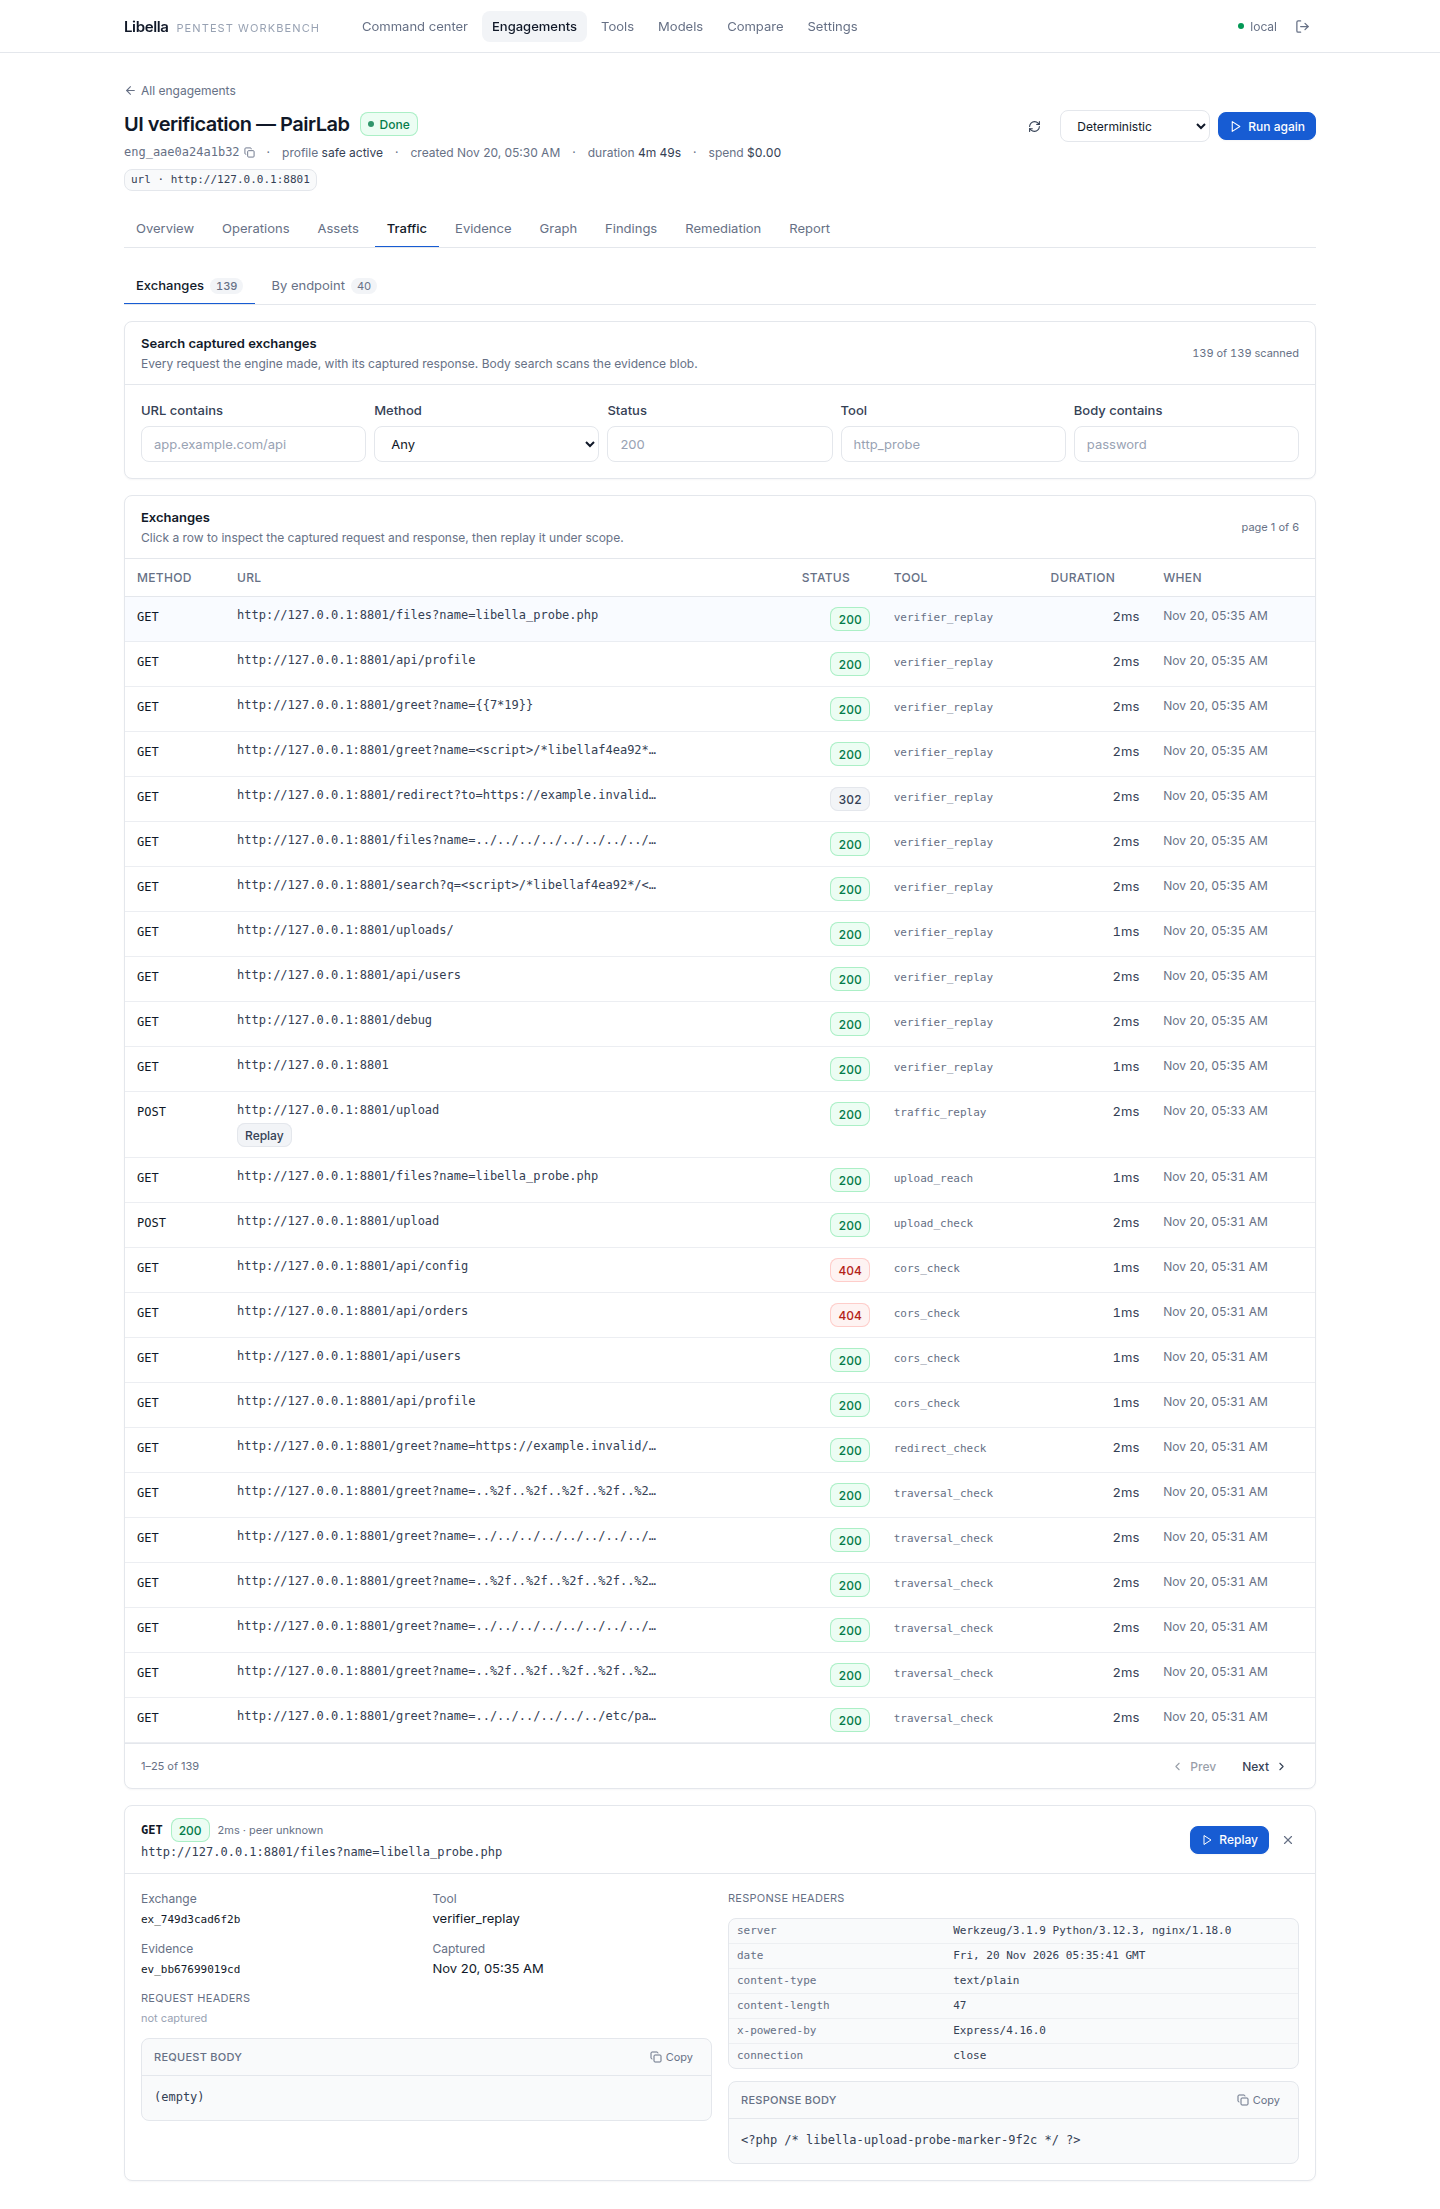 Libella PENTEST WORKBENCH Command center Engagements Tools Models Compare Settings local
All engagements
UI verification — PairLab Done Deterministic Run again
eng_aae0a24a1b32 · profile safe active · created Nov 20, 05:30 AM · duration 4m 49s · spend $0.00
url · http://127.0.0.1:8801
Overview Operations Assets Traffic Evidence Graph Findings Remediation Report
Exchanges 139 By endpoint 40
Search captured exchanges
Every request the engine made, with its captured response. Body search scans the evidence blob.
139 of 139 scanned
URL contains Method Status Tool Body contains
app.example.com/api Any 200 http_probe password
Exchanges
Click a row to inspect the captured request and response, then replay it under scope.
page 1 of 6
METHOD URL STATUS TOOL DURATION WHEN
GET http://127.0.0.1:8801/files?name=libella_probe.php 200 verifier_replay 2ms Nov 20, 05:35 AM
GET http://127.0.0.1:8801/api/profile 200 verifier_replay 2ms Nov 20, 05:35 AM
GET http://127.0.0.1:8801/greet?name={{7*19}} 200 verifier_replay 2ms Nov 20, 05:35 AM
GET http://127.0.0.1:8801/greet?name=<script>/*libellaf4ea92*… 200 verifier_replay 2ms Nov 20, 05:35 AM
GET http://127.0.0.1:8801/redirect?to=https://example.invalid… 302 verifier_replay 2ms Nov 20, 05:35 AM
GET http://127.0.0.1:8801/files?name=../../../../../../../../… 200 verifier_replay 2ms Nov 20, 05:35 AM
GET http://127.0.0.1:8801/search?q=<script>/*libellaf4ea92*/<… 200 verifier_replay 2ms Nov 20, 05:35 AM
GET http://127.0.0.1:8801/uploads/ 200 verifier_replay 1ms Nov 20, 05:35 AM
GET http://127.0.0.1:8801/api/users 200 verifier_replay 2ms Nov 20, 05:35 AM
GET http://127.0.0.1:8801/debug 200 verifier_replay 2ms Nov 20, 05:35 AM
GET http://127.0.0.1:8801 200 verifier_replay 1ms Nov 20, 05:35 AM
POST http://127.0.0.1:8801/upload 200 traffic_replay 2ms Nov 20, 05:33 AM
Replay
GET http://127.0.0.1:8801/files?name=libella_probe.php 200 upload_reach 1ms Nov 20, 05:31 AM
POST http://127.0.0.1:8801/upload 200 upload_check 2ms Nov 20, 05:31 AM
GET http://127.0.0.1:8801/api/config 404 cors_check 1ms Nov 20, 05:31 AM
GET http://127.0.0.1:8801/api/orders 404 cors_check 1ms Nov 20, 05:31 AM
GET http://127.0.0.1:8801/api/users 200 cors_check 1ms Nov 20, 05:31 AM
GET http://127.0.0.1:8801/api/profile 200 cors_check 1ms Nov 20, 05:31 AM
GET http://127.0.0.1:8801/greet?name=https://example.invalid/… 200 redirect_check 2ms Nov 20, 05:31 AM
GET http://127.0.0.1:8801/greet?name=..%2f..%2f..%2f..%2f..%2… 200 traversal_check 2ms Nov 20, 05:31 AM
GET http://127.0.0.1:8801/greet?name=../../../../../../../../… 200 traversal_check 2ms Nov 20, 05:31 AM
GET http://127.0.0.1:8801/greet?name=..%2f..%2f..%2f..%2f..%2… 200 traversal_check 2ms Nov 20, 05:31 AM
GET http://127.0.0.1:8801/greet?name=../../../../../../../../… 200 traversal_check 2ms Nov 20, 05:31 AM
GET http://127.0.0.1:8801/greet?name=..%2f..%2f..%2f..%2f..%2… 200 traversal_check 2ms Nov 20, 05:31 AM
GET http://127.0.0.1:8801/greet?name=../../../../../../etc/pa… 200 traversal_check 2ms Nov 20, 05:31 AM
1–25 of 139 Prev Next
GET 200 2ms · peer unknown
http://127.0.0.1:8801/files?name=libella_probe.php
Replay
Exchange Tool
ex_749d3cad6f2b verifier_replay
Evidence Captured
ev_bb67699019cd Nov 20, 05:35 AM
REQUEST HEADERS
not captured
REQUEST BODY Copy
(empty)
RESPONSE HEADERS
server Werkzeug/3.1.9 Python/3.12.3, nginx/1.18.0
date Fri, 20 Nov 2026 05:35:41 GMT
content-type text/plain
content-length 47
x-powered-by Express/4.16.0
connection close
RESPONSE BODY Copy
<?php /* libella-upload-probe-marker-9f2c */ ?>